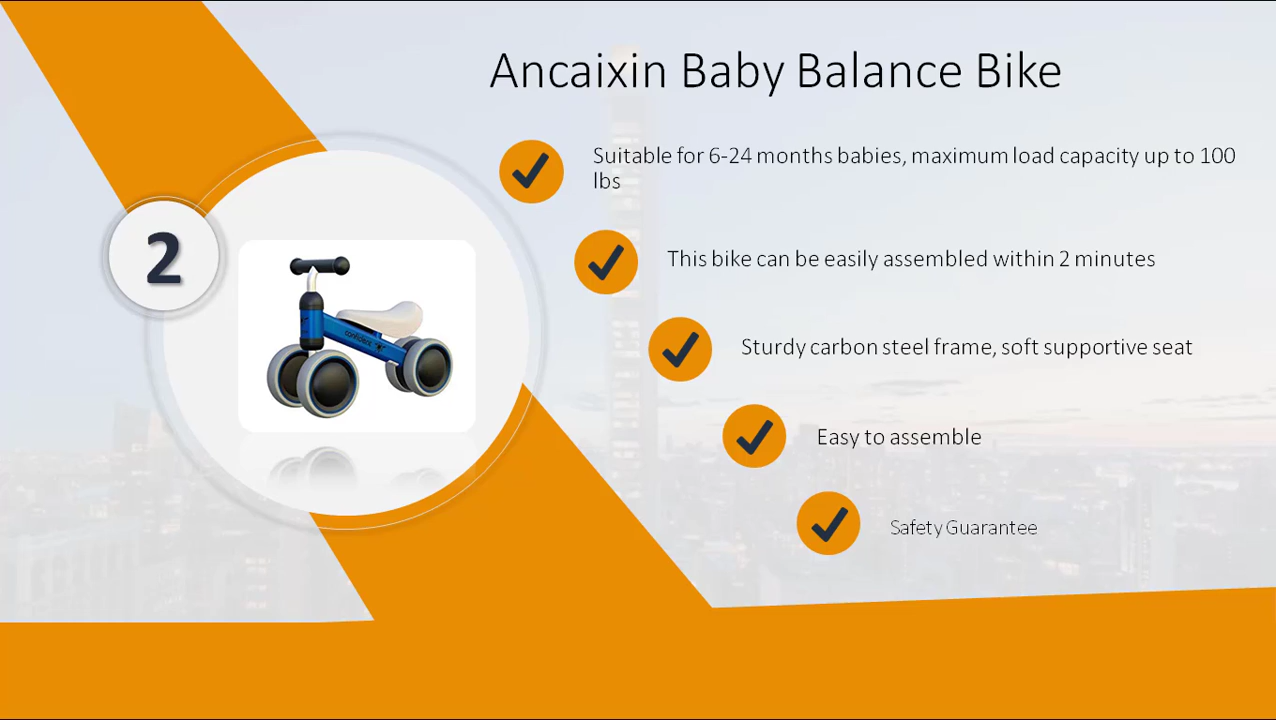 Ancaixin Baby Balance Bike
Suitable for 6-24 months babies, maximum load capacity up to 100
lbs
2
This bike can be easily assembled within 2 minutes
Sturdy carbon steel frame, soft supportive seat
Easy to assemble
Safety Guarantee